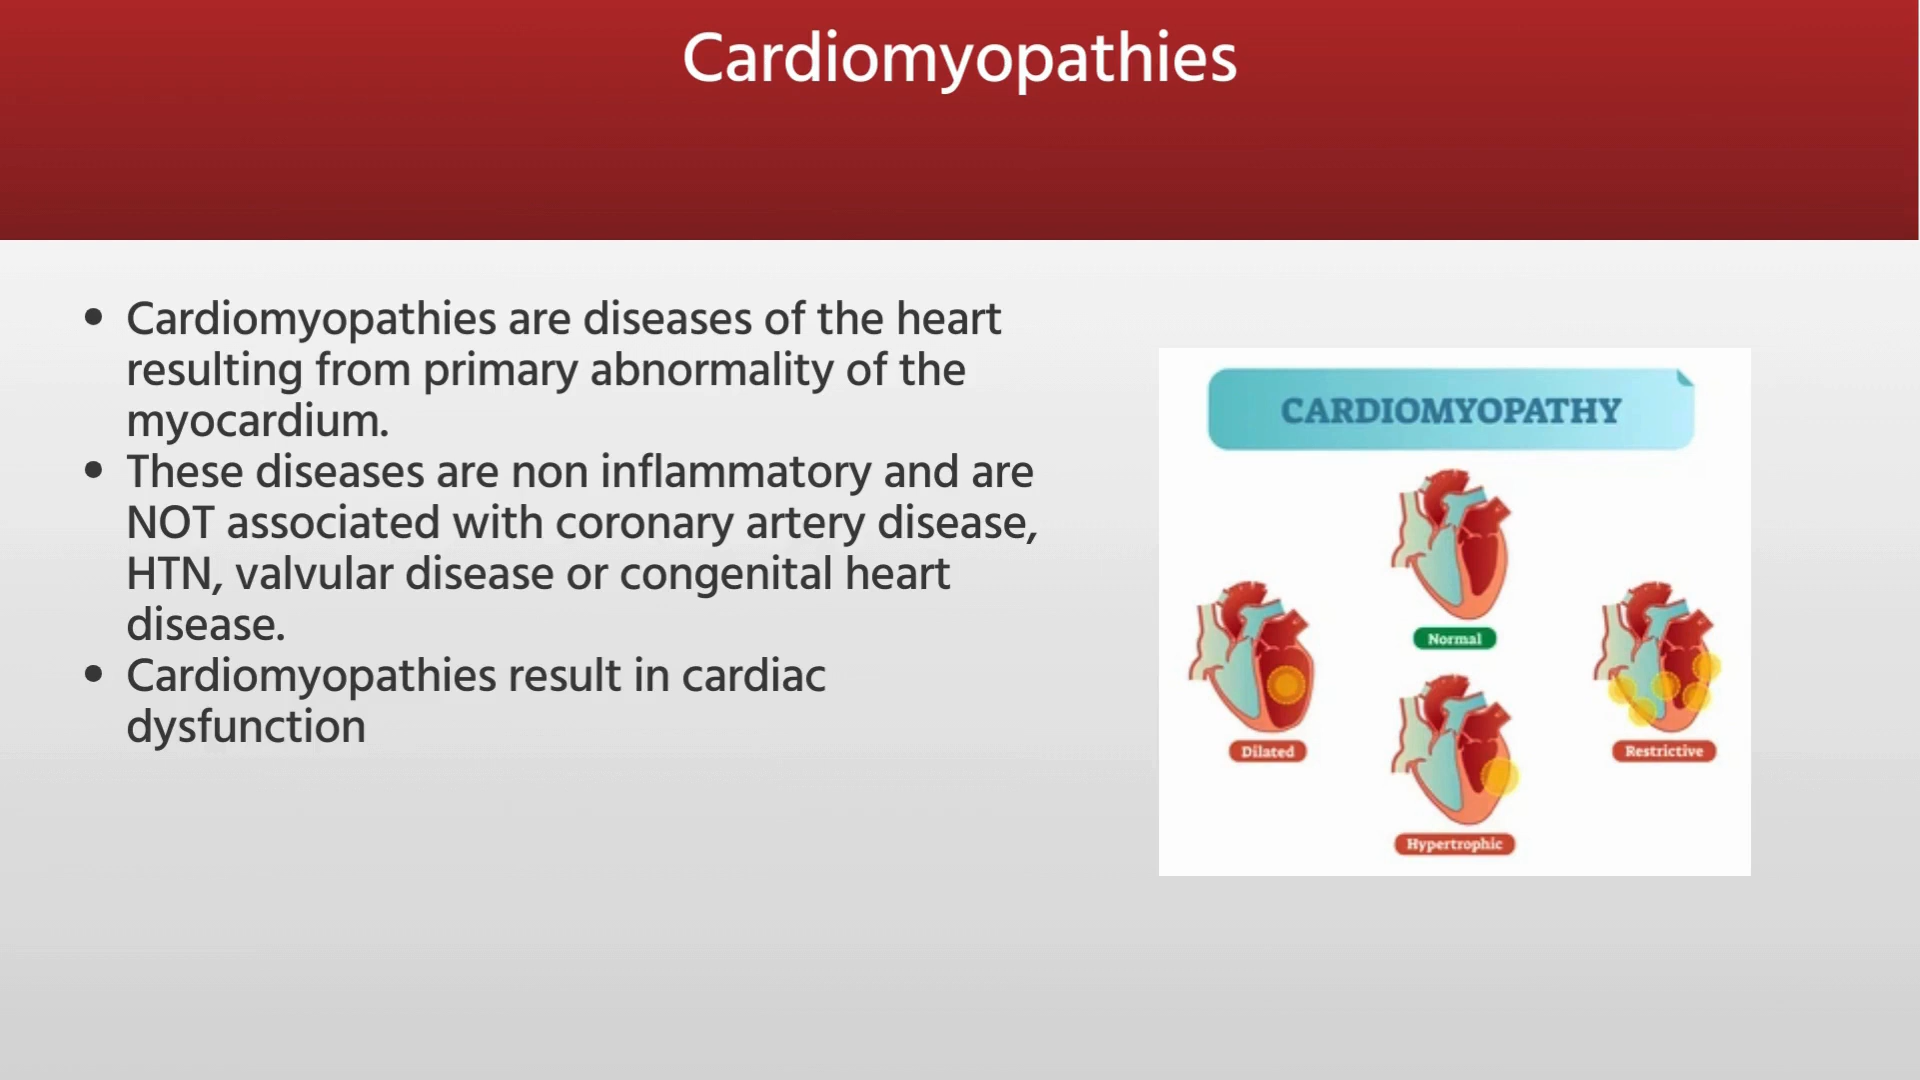 Cardiomyopathies
• Cardiomyopathies are diseases of the heart
resulting from primary abnormality of the
myocardium.
• These diseases are non inflammatory and are
NOT associated with coronary artery disease,
HTN, valvular disease or congenital heart
disease.
• Cardiomyopathies result in cardiac
dysfunction
CARDIOMYOPATHY
Normal
Dilated
Restrictive
Hypertrophic